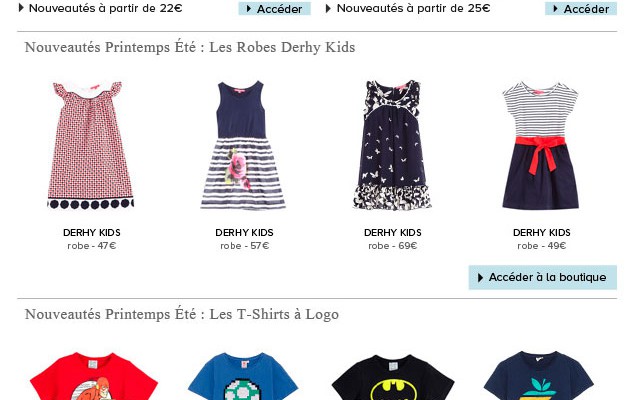 Nouveautés à partir de 22€ Accéder Nouveautés à partir de 25€ Accéder
Nouveautés Printemps Été : Les Robes Derhy Kids
DERHY KIDS DERHY KIDS DERHY KIDS DERHY KIDS
robe - 47€ robe - 57€ robe - 69€ robe - 49€
Accéder à la boutique
Nouveautés Printemps Été : Les T-Shirts à Logo